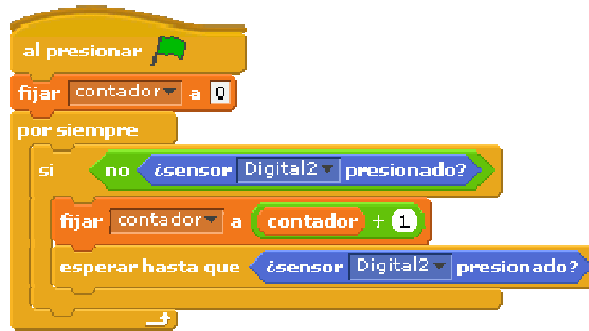 al presionar
fijar contador a 0
por siempre
si no ¿sensor Digital2 presionado?
fijar contador a contador + 1
esperar hasta que ¿sensor Digital2 presionado?